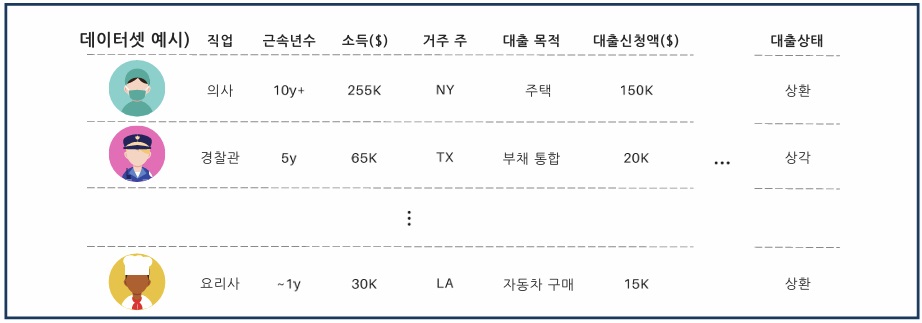 데이터셋 예시) 직업 근속년수 소득($) 거주 주 대출 목적 대출신청액($) 대출상태
의사 10y+ 255K NY 주택 150K 상환
경찰관 5y 65K TX 부채 통합 20K ... 상각
⋮
요리사 ~1y 30K LA 자동차 구매 15K 상환